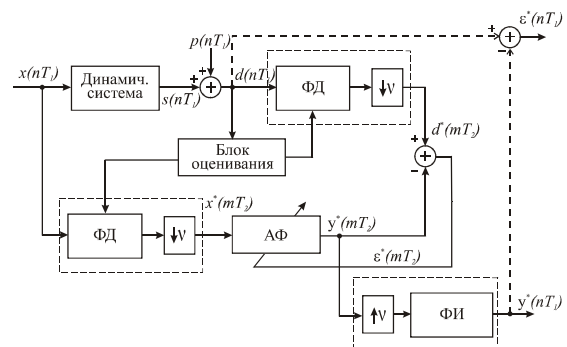 ε*(nT₁)
p(nT₁)
x(nT₁)
Динамич.
система
s(nT₁)
d(nT₁)
ФД
↓ν
d*(mT₂)
Блок
оценивания
x*(mT₂)
ФД
↓ν
АФ
y*(mT₂)
ε*(mT₂)
↑ν
ФИ
y*(nT₁)